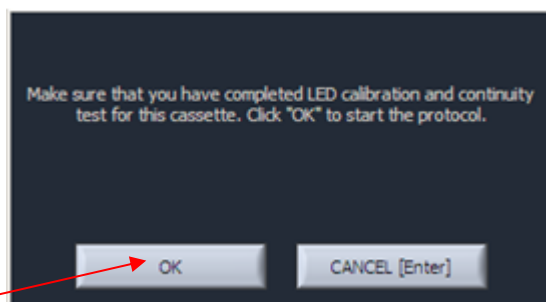 Make sure that you have completed LED calibration and continuity
test for this cassette. Click "OK" to start the protocol.
OK
CANCEL [Enter]